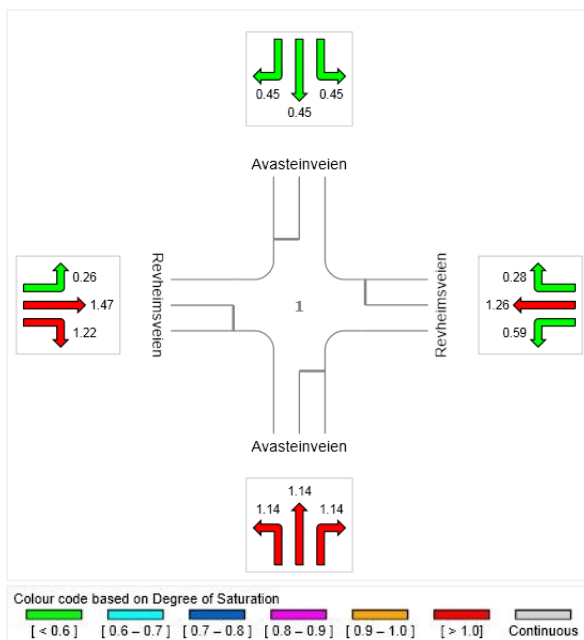 0.45 0.45
0.45
Avasteinveien
Revheimsveien
0.26
1.47
1.22
1
Revheimsveien
0.28
1.26
0.59
Avasteinveien
1.14
1.14 1.14
Colour code based on Degree of Saturation
[ < 0.6 ] [ 0.6 – 0.7 ] [ 0.7 – 0.8 ] [ 0.8 – 0.9 ] [ 0.9 – 1.0 ] [ > 1.0 ] Continuous